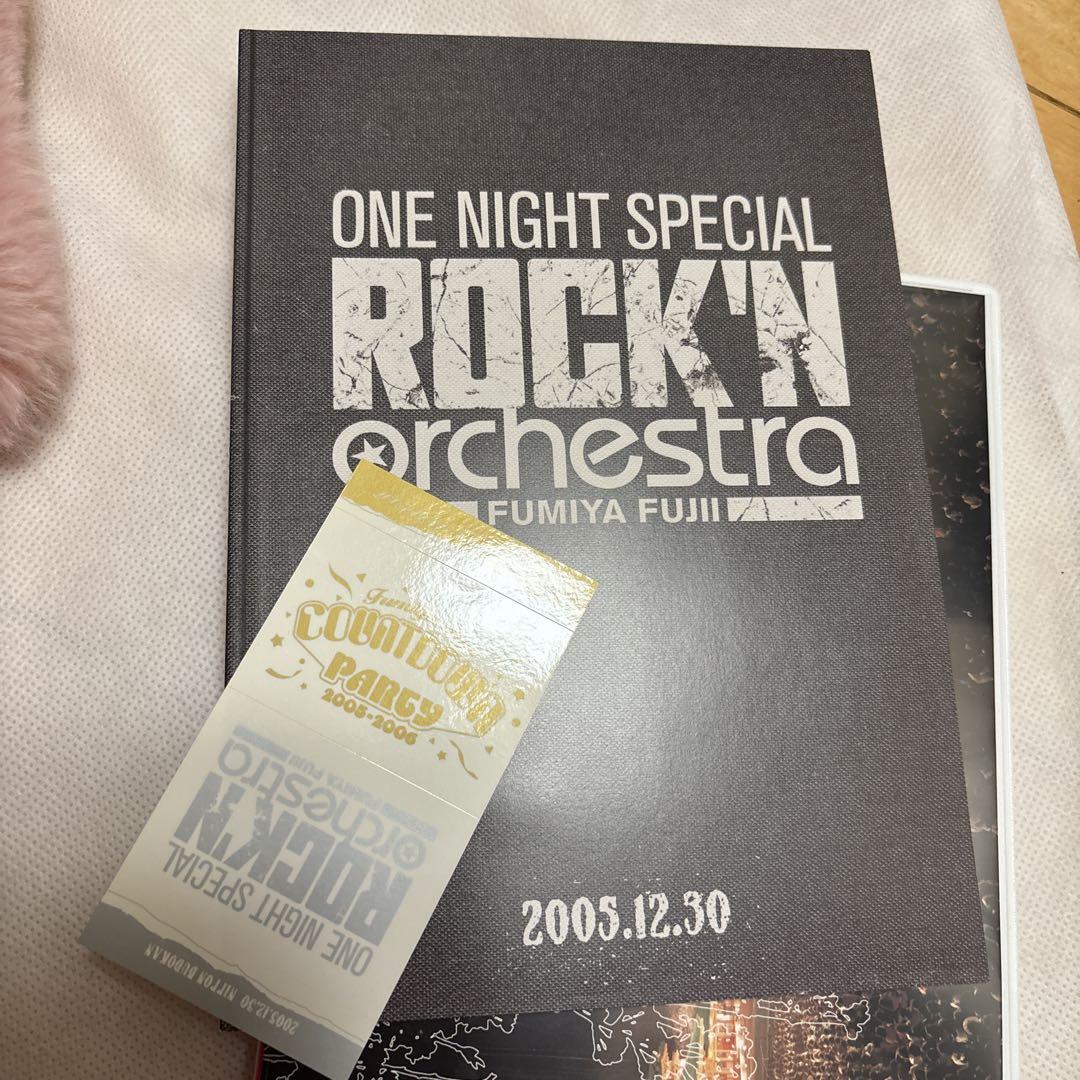 ONE NIGHT SPECIAL
ROCK'N
orchestra
FUMIYA FUJII
2005.12.30
COUNTDOWN
PARTY
2005-2006
ONE NIGHT SPECIAL
ROCK'N
orchestra
FUMIYA FUJII
2005.12.30 NIPPON BUDOKAN